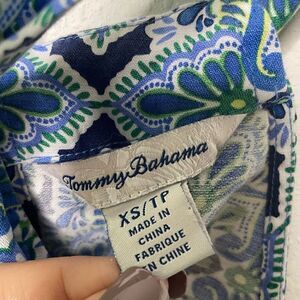 Tommy Bahama
XS/TP
MADE IN
CHINA
FABRIQUE
EN CHINE